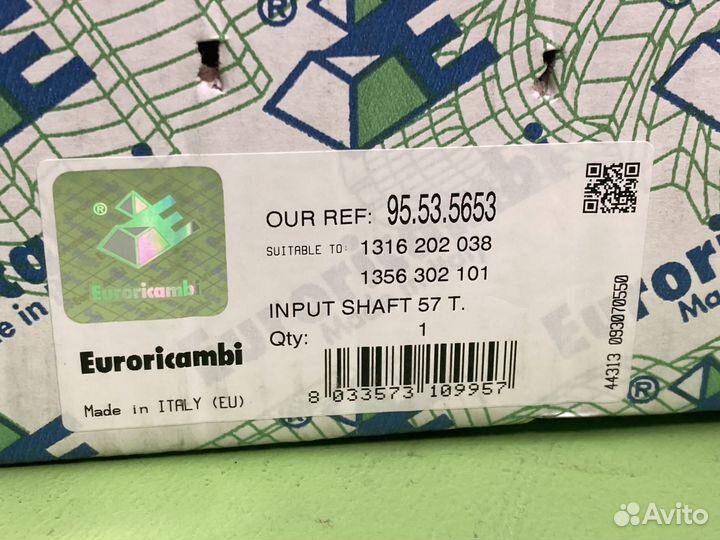 ®
Euroricambi
OUR REF: 95.53.5653
SUITABLE TO: 1316 202 038
1356 302 101
INPUT SHAFT 57 T.
Qty: 1
Euroricambi
Made in ITALY (EU)
8 033573 109957
44313 093070550
®
®
Avito